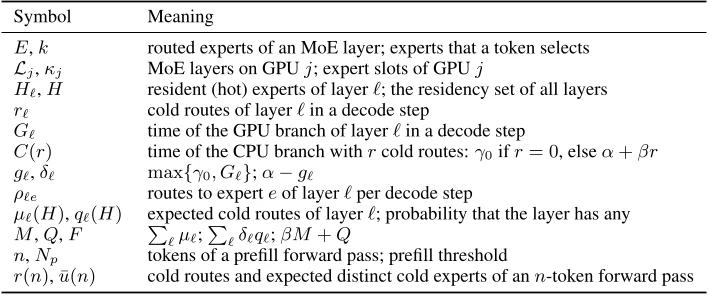 Symbol Meaning
E, k routed experts of an MoE layer; experts that a token selects
ℒⱼ, κⱼ MoE layers on GPU j; expert slots of GPU j
H_ℓ, H resident (hot) experts of layer ℓ; the residency set of all layers
r_ℓ cold routes of layer ℓ in a decode step
G_ℓ time of the GPU branch of layer ℓ in a decode step
C(r) time of the CPU branch with r cold routes: γ₀ if r = 0, else α + βr
g_ℓ, δ_ℓ max{γ₀, G_ℓ}; α − g_ℓ
ρ_ℓe routes to expert e of layer ℓ per decode step
μ_ℓ(H), q_ℓ(H) expected cold routes of layer ℓ; probability that the layer has any
M, Q, F ∑_ℓ μ_ℓ; ∑_ℓ δ_ℓq_ℓ; βM + Q
n, N_p tokens of a prefill forward pass; prefill threshold
r(n), ū(n) cold routes and expected distinct cold experts of an n-token forward pass